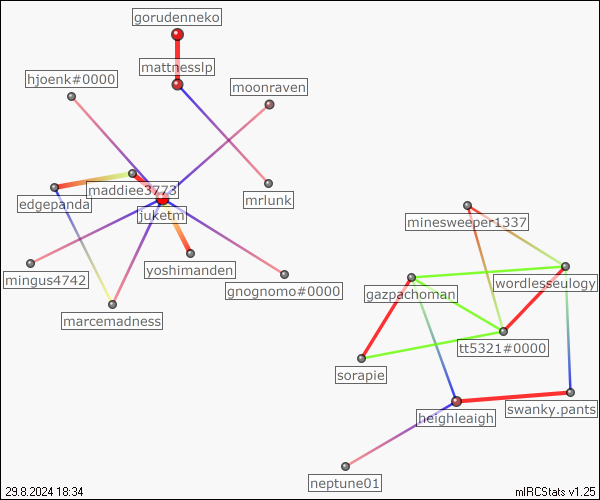 gorudenneko
mattnesslp
hjoenk#0000
moonraven
maddiee3773
edgepanda
mrlunk
juketm
minesweeper1337
yoshimanden
mingus4742
wordlesseulogy
gnognomo#0000
gazpachoman
marcemadness
tt5321#0000
sorapie
swanky.pants
heighleaigh
neptune01
29.8.2024 18:34
mIRCStats v1.25